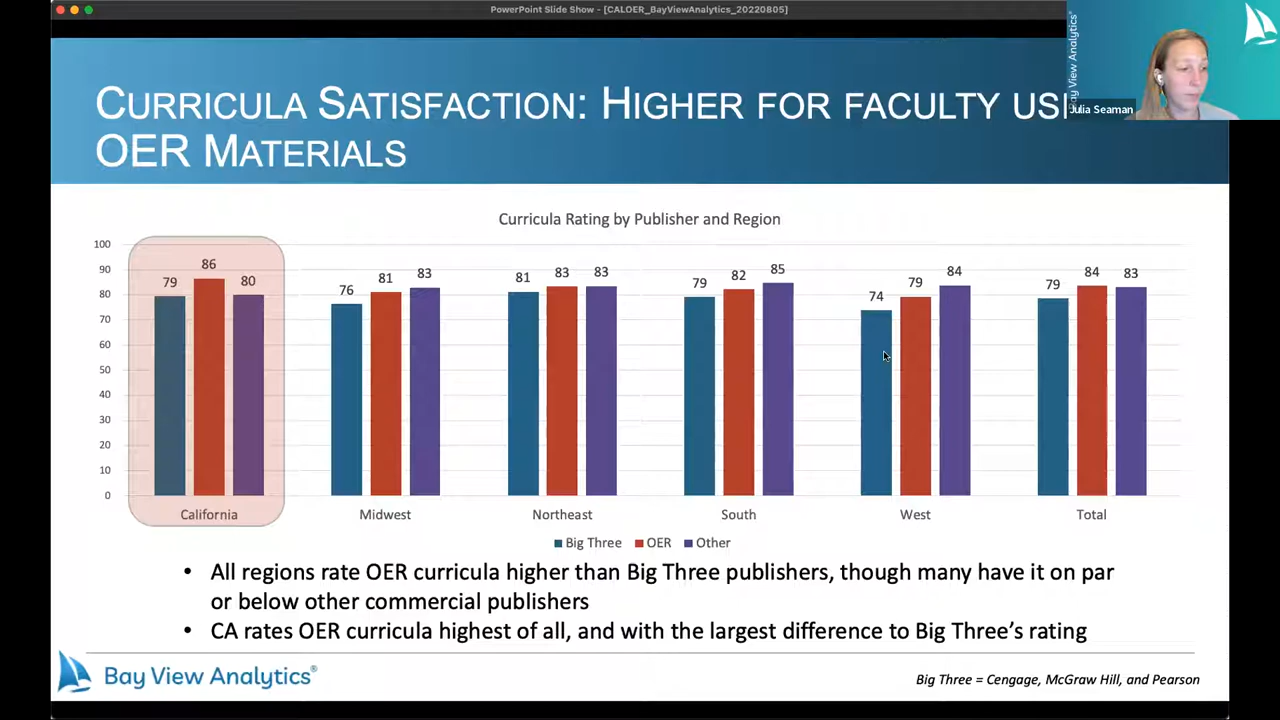 PowerPoint Slide Show - [CALOER_BayViewAnalytics_20220805]
CURRICULA SATISFACTION: HIGHER FOR FACULTY US
OER MATERIALS
Bay View Analytics®
Julia Seaman
Curricula Rating by Publisher and Region
100
90
80
70
60
50
40
30
20
10
0
79 86 80
76 81 83
81 83 83
79 82 85
74 79 84
79 84 83
California Midwest Northeast South West Total
Big Three OER Other
• All regions rate OER curricula higher than Big Three publishers, though many have it on par
or below other commercial publishers
• CA rates OER curricula highest of all, and with the largest difference to Big Three's rating
Bay View Analytics®
Big Three = Cengage, McGraw Hill, and Pearson